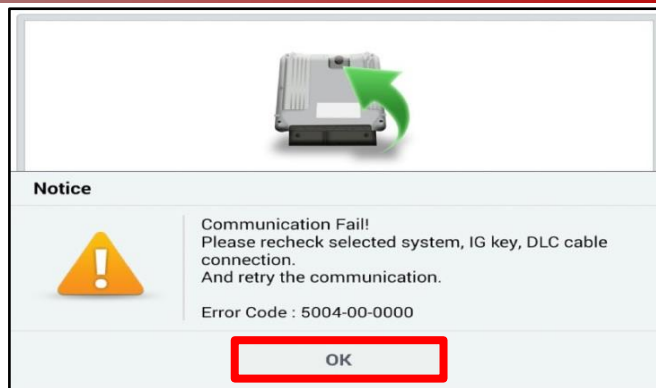 Notice
Communication Fail!
Please recheck selected system, IG key, DLC cable
connection.
And retry the communication.
Error Code : 5004-00-0000
OK